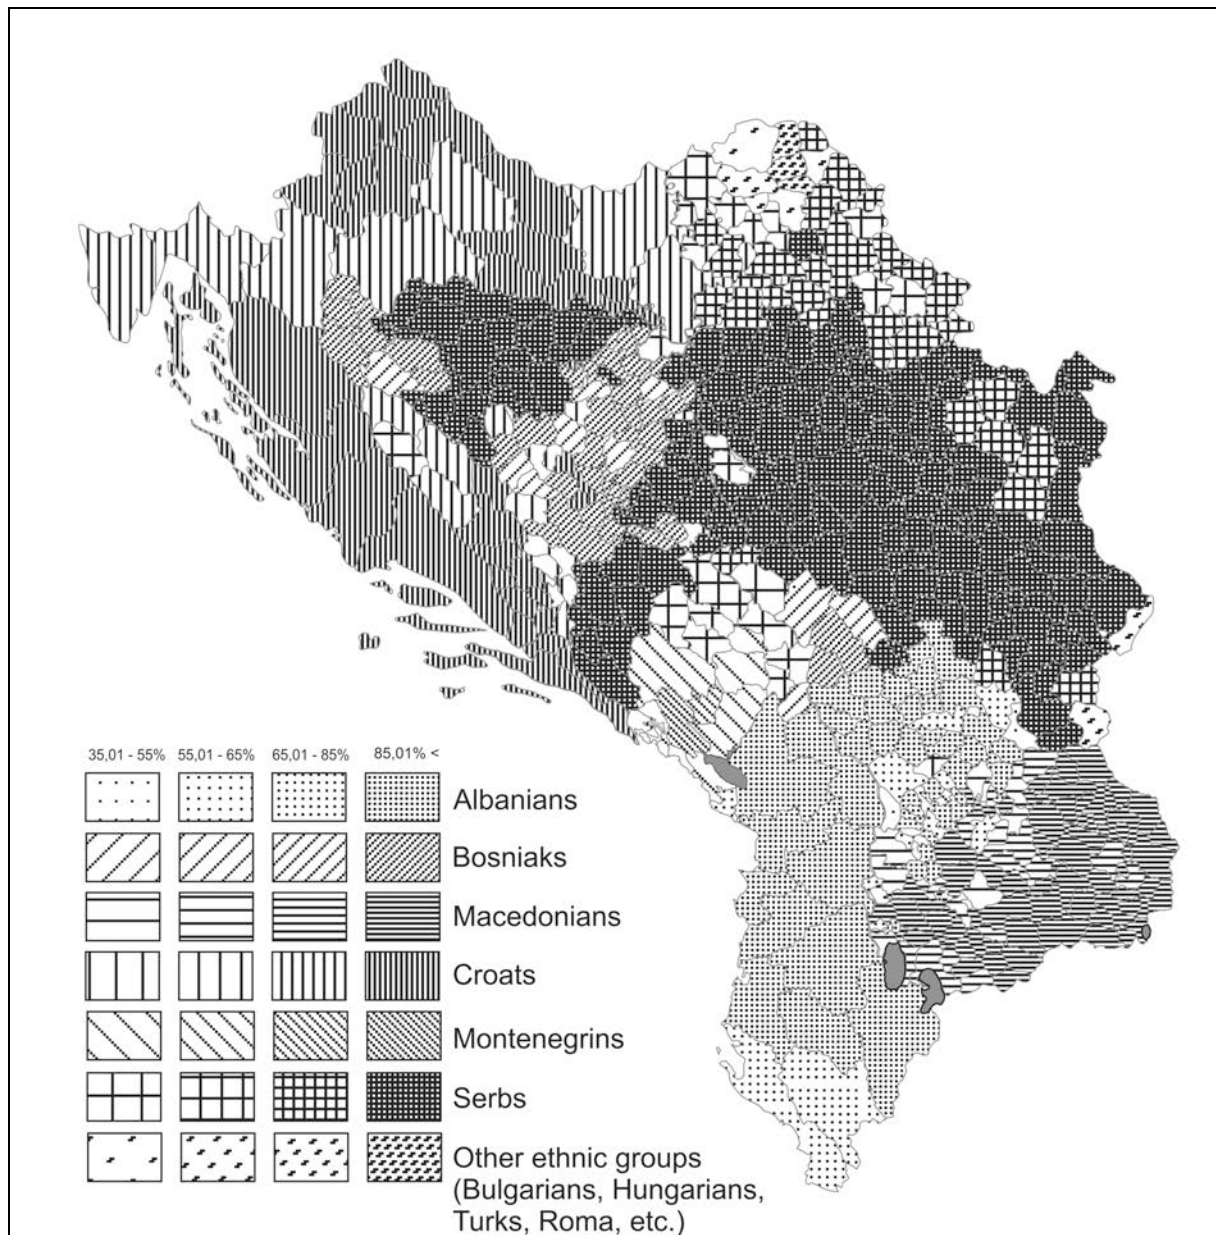 35,01 - 55% 55,01 - 65% 65,01 - 85% 85,01% <
Albanians
Bosniaks
Macedonians
Croats
Montenegrins
Serbs
Other ethnic groups
(Bulgarians, Hungarians,
Turks, Roma, etc.)